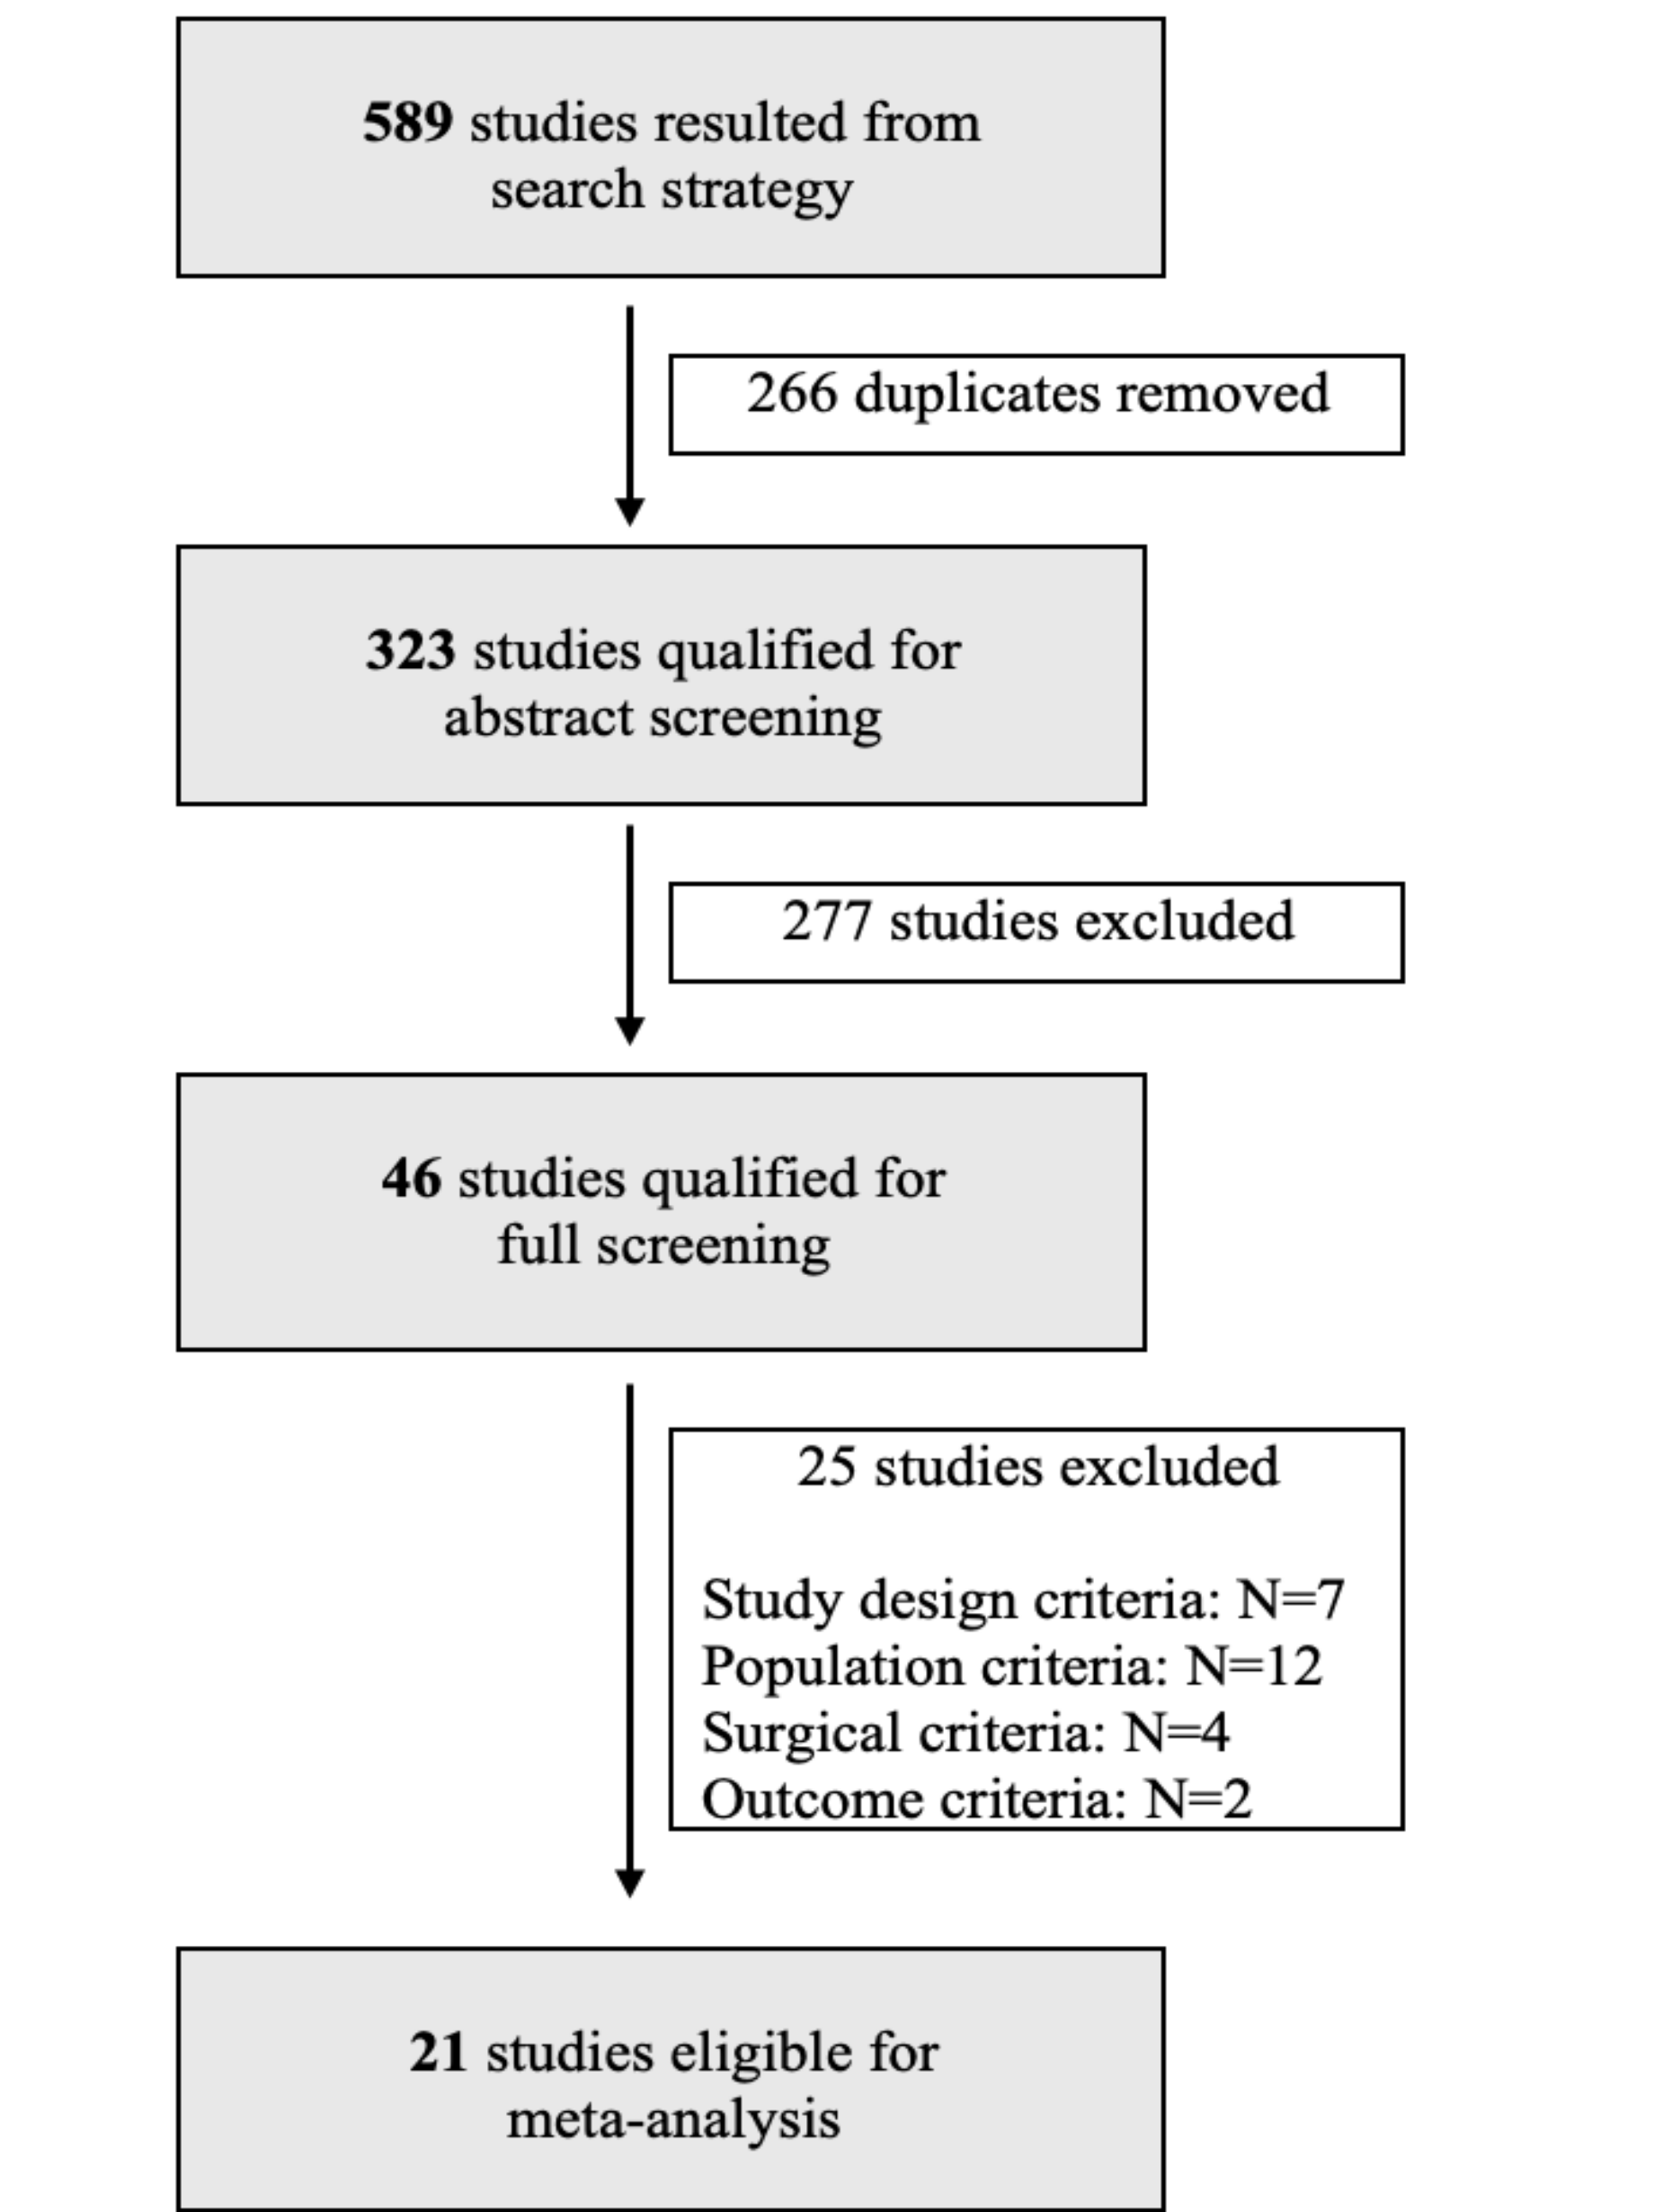 589 studies resulted from
search strategy
266 duplicates removed
323 studies qualified for
abstract screening
277 studies excluded
46 studies qualified for
full screening
25 studies excluded
Study design criteria: N=7
Population criteria: N=12
Surgical criteria: N=4
Outcome criteria: N=2
21 studies eligible for
meta-analysis